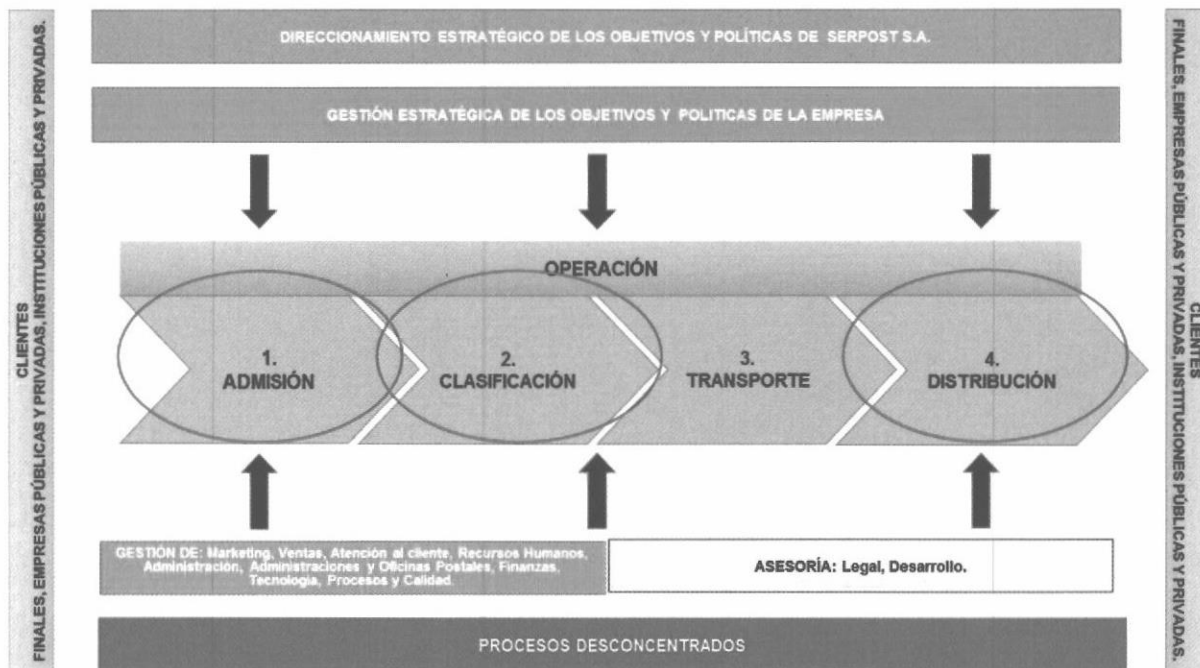 CLIENTES
FINALES, EMPRESAS PÚBLICAS Y PRIVADAS, INSTITUCIONES PÚBLICAS Y PRIVADAS.
DIRECCIONAMIENTO ESTRATÉGICO DE LOS OBJETIVOS Y POLÍTICAS DE SERPOST S.A.
GESTIÓN ESTRATÉGICA DE LOS OBJETIVOS Y POLITICAS DE LA EMPRESA
OPERACIÓN
1.
ADMISIÓN
2.
CLASIFICACIÓN
3.
TRANSPORTE
4.
DISTRIBUCIÓN
GESTIÓN DE: Marketing, Ventas, Atención al cliente, Recursos Humanos,
Administración, Administraciones y Oficinas Postales, Finanzas,
Tecnología, Procesos y Calidad.
ASESORÍA: Legal, Desarrollo.
PROCESOS DESCONCENTRADOS
CLIENTES
FINALES, EMPRESAS PÚBLICAS Y PRIVADAS, INSTITUCIONES PÚBLICAS Y PRIVADAS.